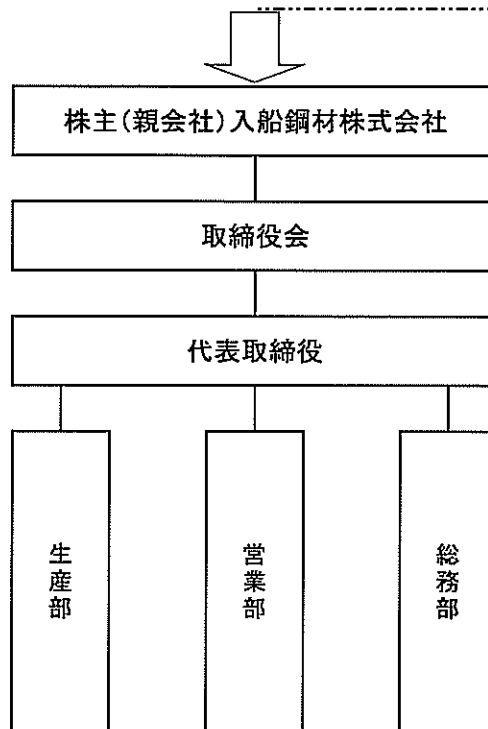 株主(親会社)入船鋼材株式会社
取締役会
代表取締役
生産部
営業部
総務部